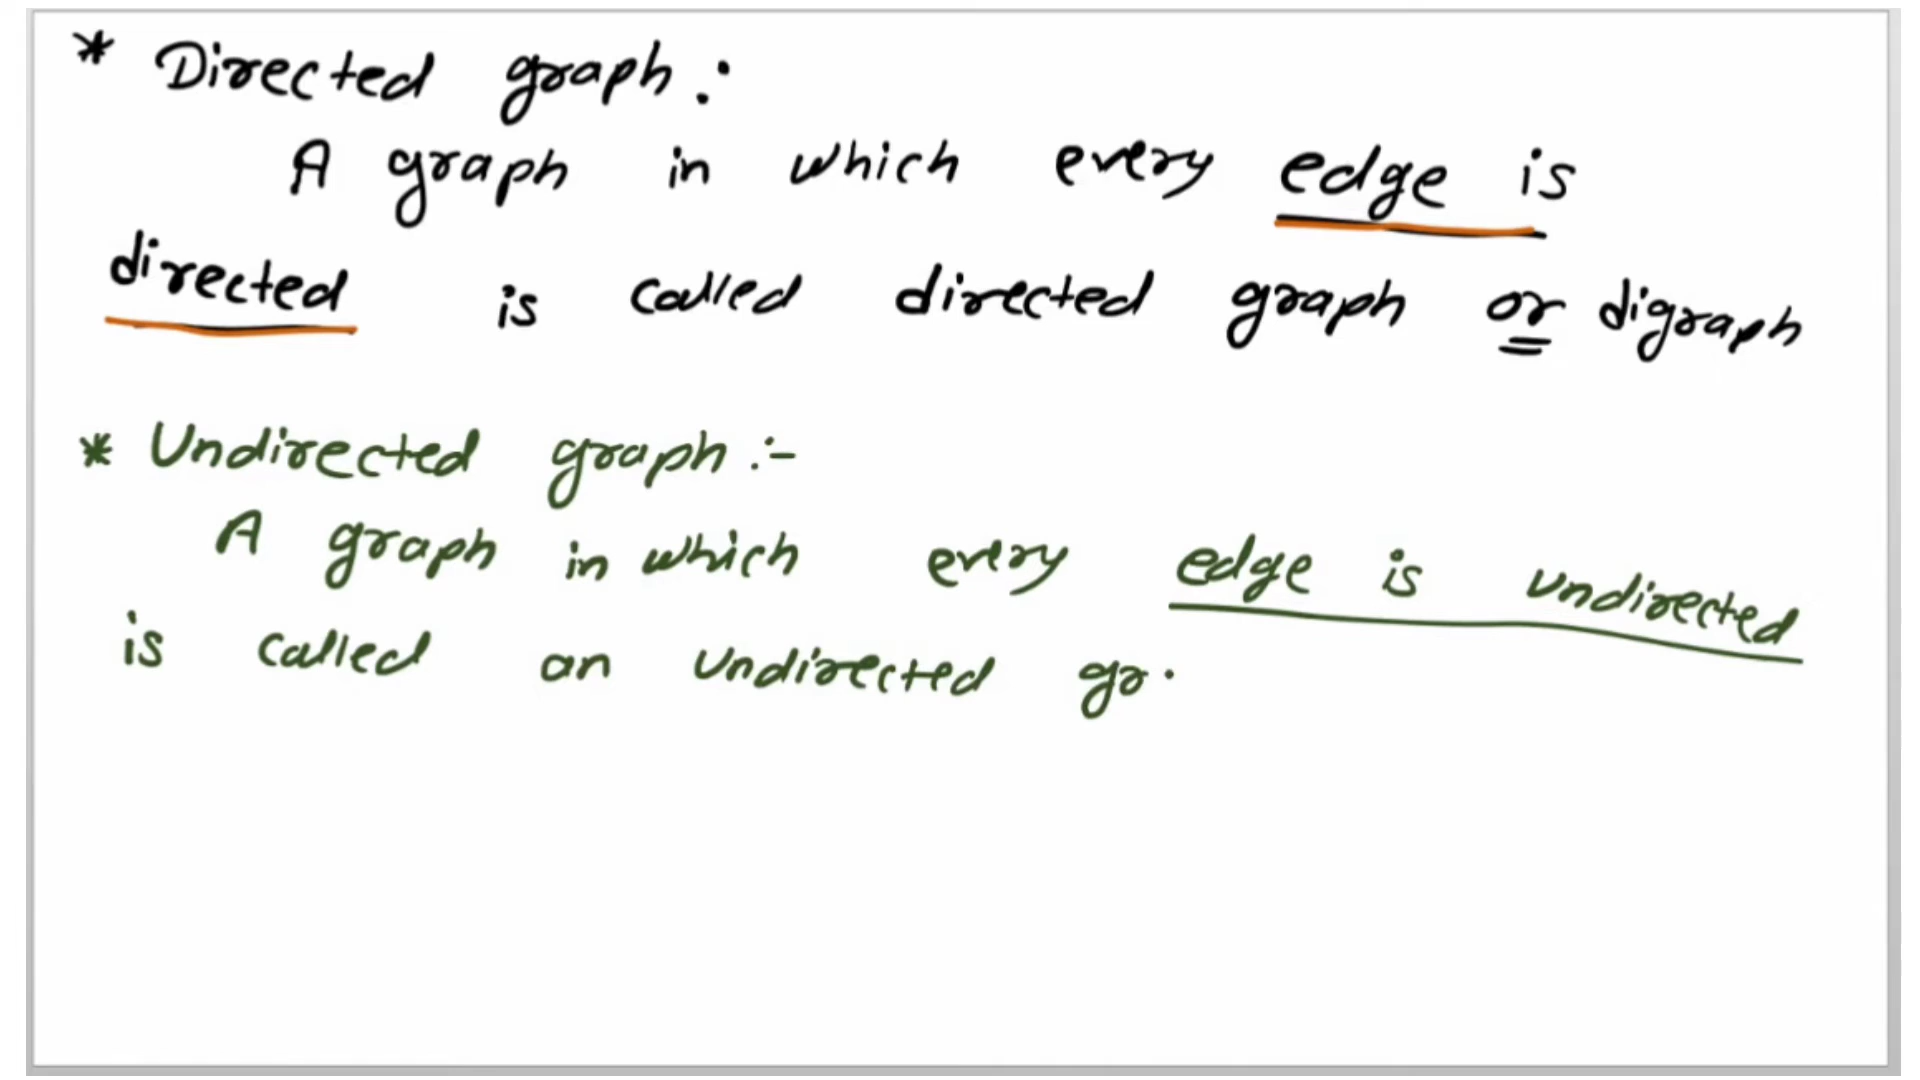 * Directed graph :
A graph in which every edge is
directed is called directed graph or digraph
* Undirected graph :-
A graph in which every edge is undirected
is called an undirected gr.